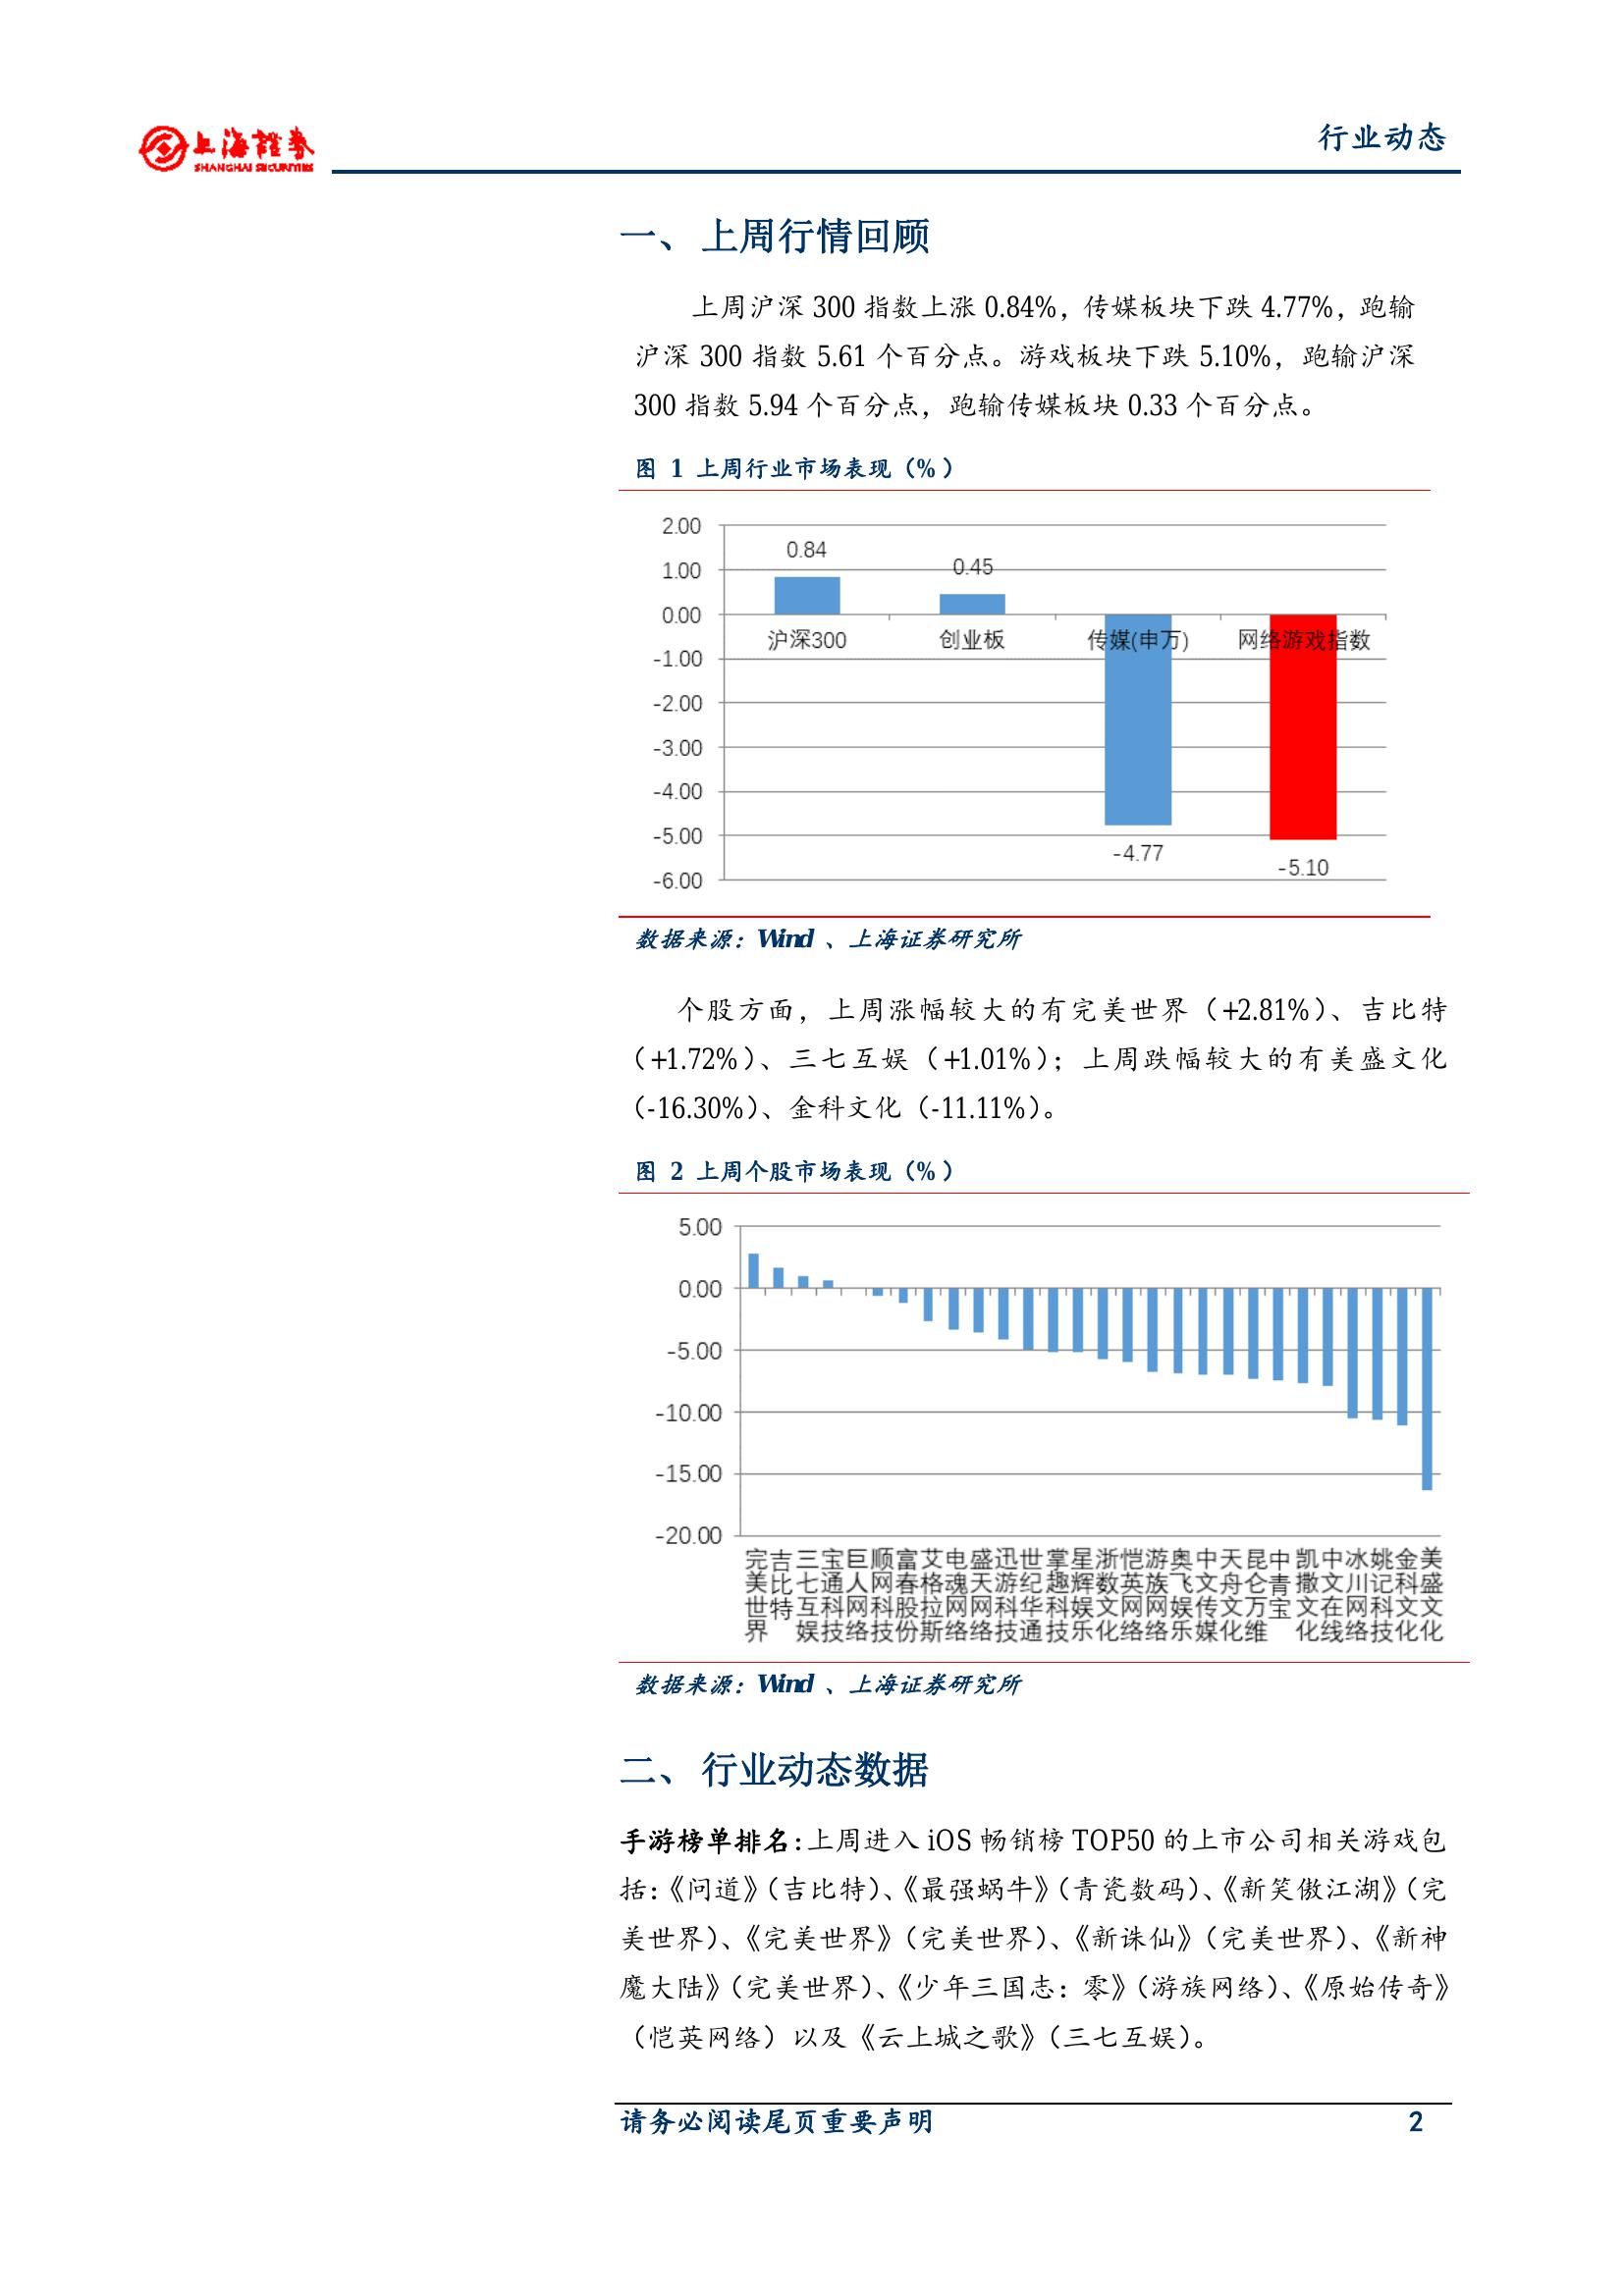 上海證券
SHANGHAI SECURITIES
行业动态
一、 上周行情回顾
上周沪深 300 指数上涨 0.84%，传媒板块下跌 4.77%，跑输
沪深 300 指数 5.61 个百分点。游戏板块下跌 5.10%，跑输沪深
300 指数 5.94 个百分点，跑输传媒板块 0.33 个百分点。
图 1 上周行业市场表现（%）
2.00
1.00
0.00
-1.00
-2.00
-3.00
-4.00
-5.00
-6.00
0.84
0.45
-4.77
-5.10
沪深300
创业板
传媒(申万)
网络游戏指数
数据来源：Wind 、上海证券研究所
个股方面，上周涨幅较大的有完美世界（+2.81%）、吉比特
（+1.72%）、三七互娱（+1.01%）；上周跌幅较大的有美盛文化
（-16.30%）、金科文化（-11.11%）。
图 2 上周个股市场表现（%）
5.00
0.00
-5.00
-10.00
-15.00
-20.00
完美世界
吉比特
三七互娱
宝通科技
巨人网络
顺网科技
富春股份
艾格拉斯
电魂网络
盛天网络
迅游科技
世纪华通
掌趣科技
星辉娱乐
浙数文化
恺英网络
游族网络
奥飞娱乐
中文传媒
天舟文化
昆仑万维
中青宝
凯撒文化
中文在线
冰川网络
姚记科技
金科文化
美盛文化
数据来源：Wind 、上海证券研究所
二、 行业动态数据
手游榜单排名：上周进入 iOS 畅销榜 TOP50 的上市公司相关游戏包
括：《问道》（吉比特）、《最强蜗牛》（青瓷数码）、《新笑傲江湖》（完
美世界）、《完美世界》（完美世界）、《新诛仙》（完美世界）、《新神
魔大陆》（完美世界）、《少年三国志：零》（游族网络）、《原始传奇》
（恺英网络）以及《云上城之歌》（三七互娱）。
请务必阅读尾页重要声明
2